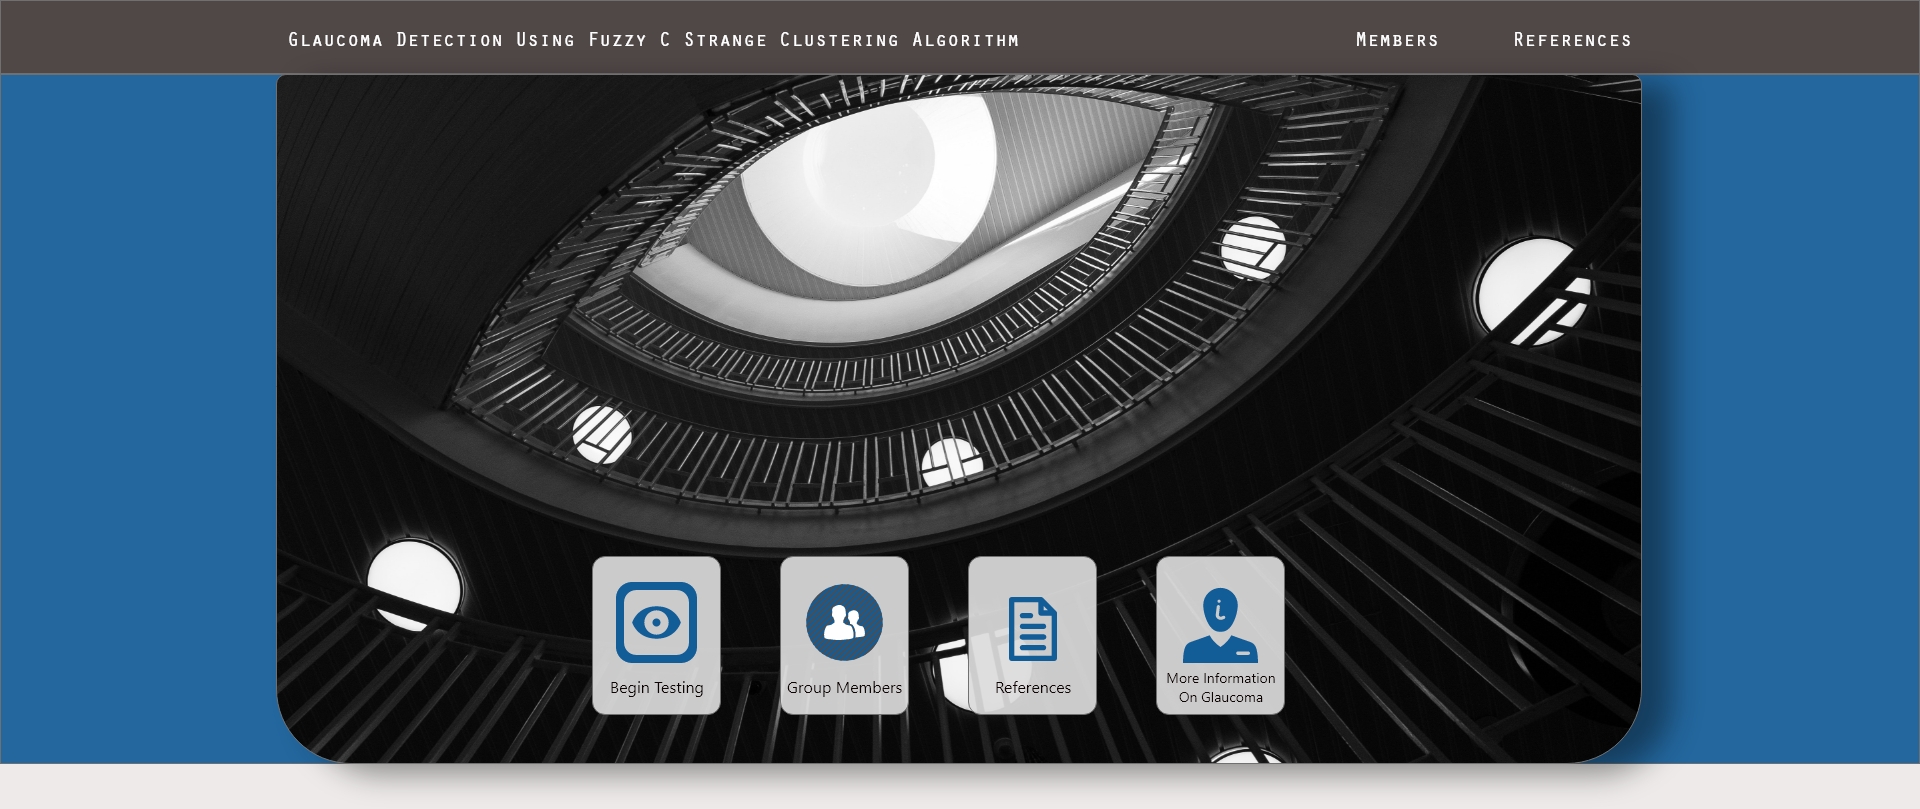 Glaucoma Detection Using Fuzzy C Strange Clustering Algorithm
Members
References
Begin Testing
Group Members
References
i
More Information
On Glaucoma